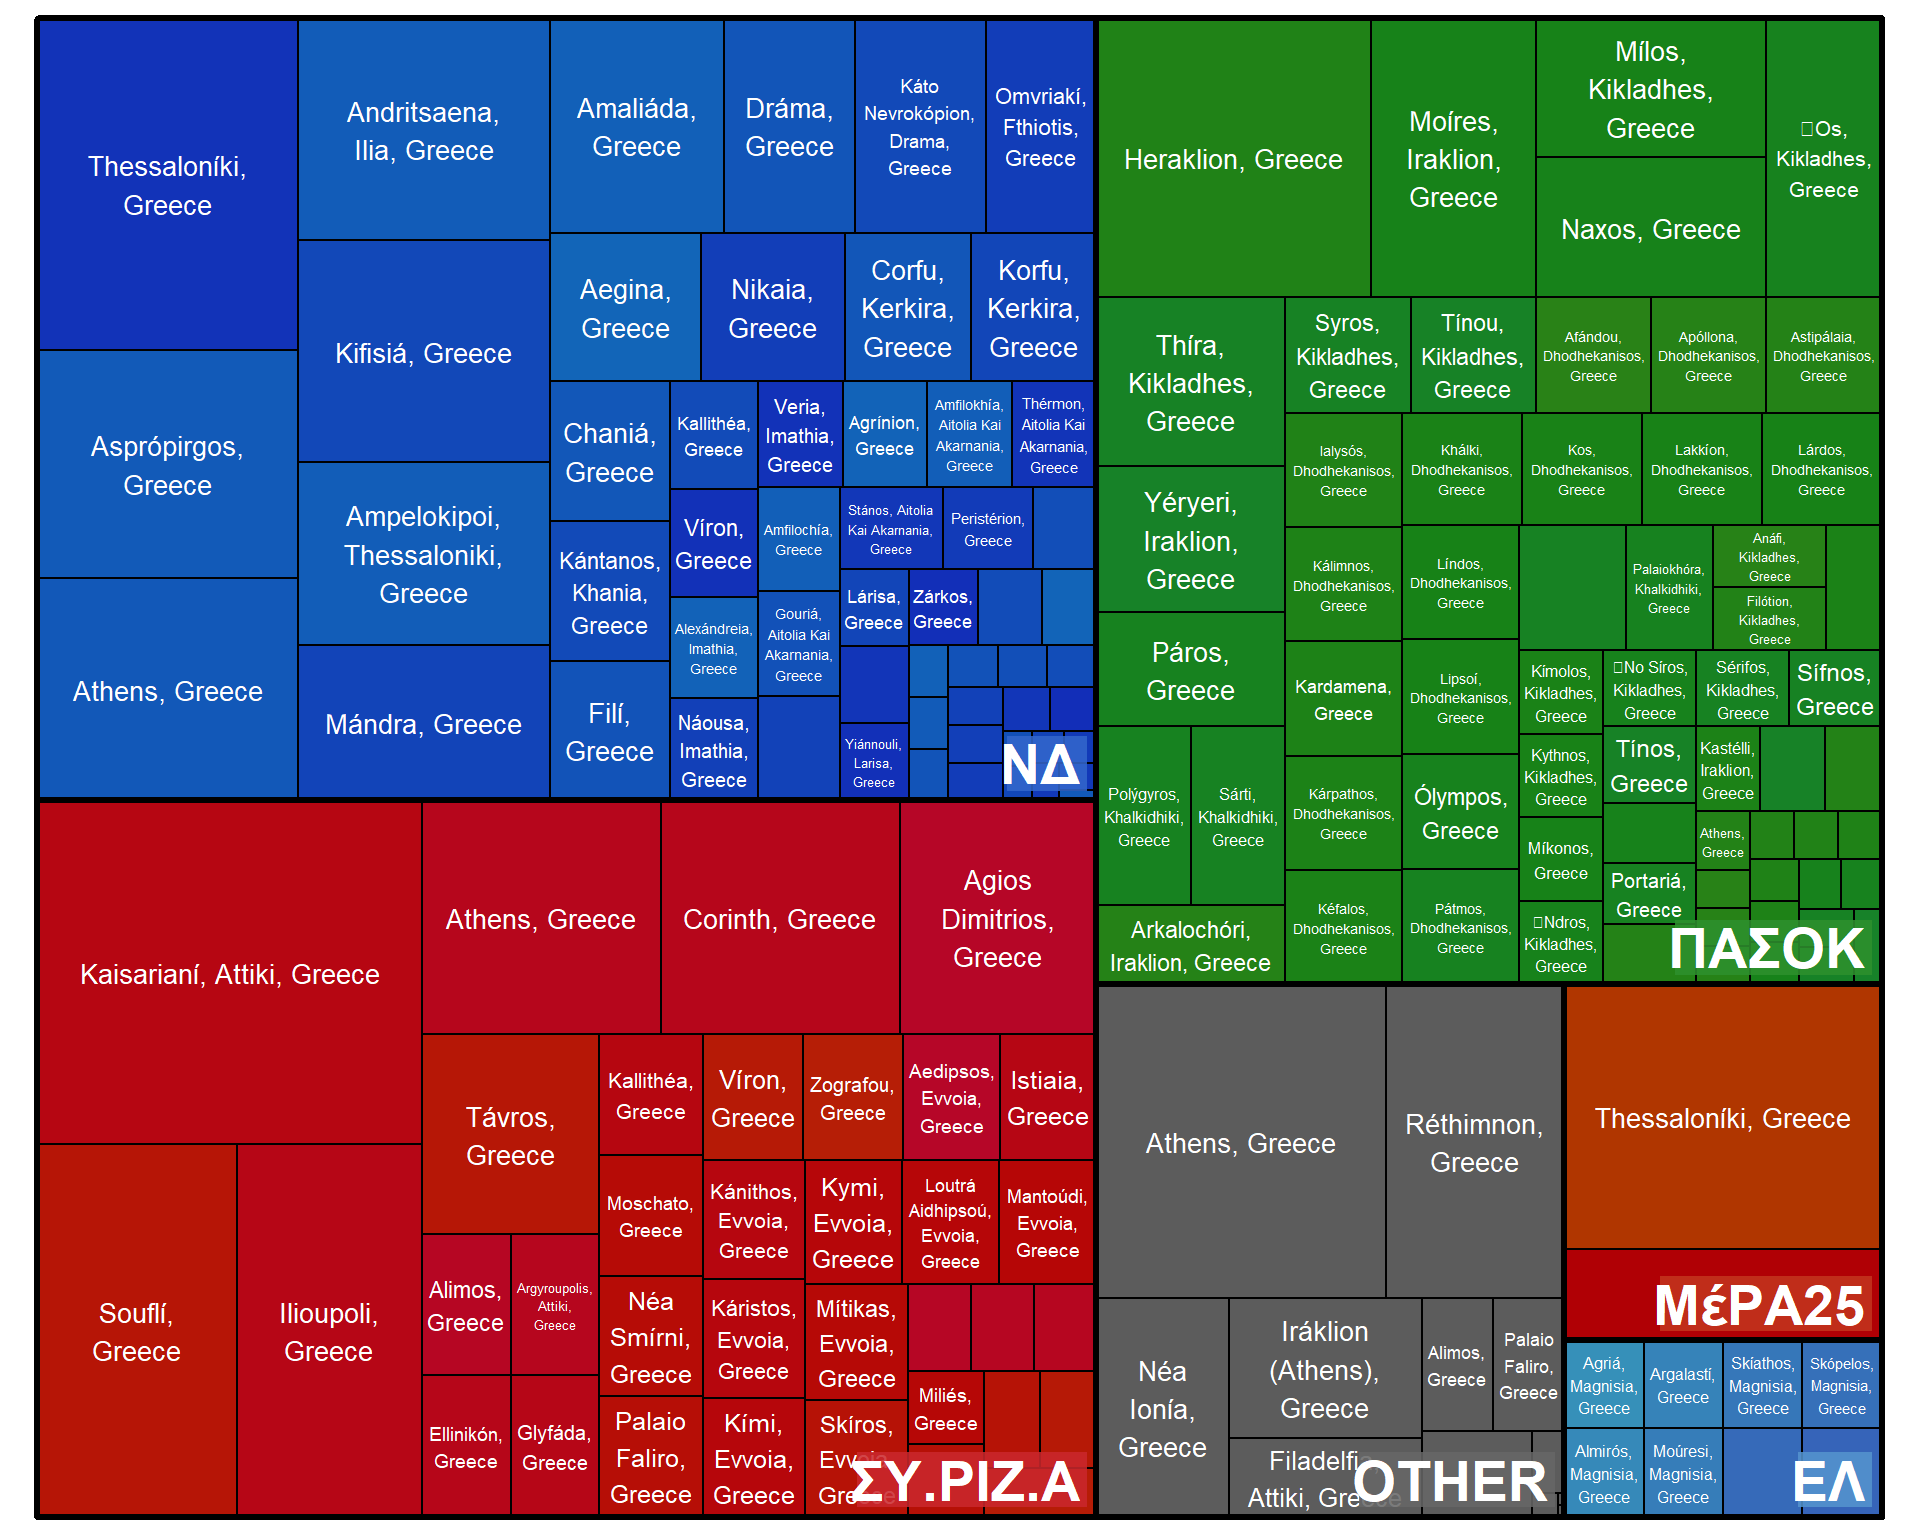 Thessaloníki,
Greece
Asprópirgos,
Greece
Athens, Greece
Andritsaena,
Ilia, Greece
Kifisiá, Greece
Ampelokipoi,
Thessaloniki,
Greece
Mándra, Greece
Amaliáda,
Greece
Dráma,
Greece
Káto
Nevrokópion,
Drama,
Greece
Omvriakí,
Fthiotis,
Greece
Aegina,
Greece
Nikaia,
Greece
Corfu,
Kerkira,
Greece
Korfu,
Kerkira,
Greece
Chaniá,
Greece
Kántanos,
Khania,
Greece
Filí,
Greece
Kallithéa,
Greece
Víron,
Greece
Alexándreia,
Imathia,
Greece
Náousa,
Imathia,
Greece
Veria,
Imathia,
Greece
Agrínion,
Greece
Amfilokhía,
Aitolia Kai
Akarnania,
Greece
Thérmon,
Aitolia Kai
Akarnania,
Greece
Amfilochía,
Greece
Gouriá,
Aitolia Kai
Akarnania,
Greece
Stános, Aitolia
Kai Akarnania,
Greece
Peristérion,
Greece
Lárisa,
Greece
Zárkos,
Greece
Yiánnouli,
Larisa,
Greece
ΝΔ
Heraklion, Greece
Moíres,
Iraklion,
Greece
Mílos,
Kikladhes,
Greece
Naxos, Greece
Os,
Kikladhes,
Greece
Thíra,
Kikladhes,
Greece
Yéryeri,
Iraklion,
Greece
Páros,
Greece
Polýgyros,
Khalkidhiki,
Greece
Sárti,
Khalkidhiki,
Greece
Arkalochóri,
Iraklion, Greece
Syros,
Kikladhes,
Greece
Tínou,
Kikladhes,
Greece
Afándou,
Dhodhekanisos,
Greece
Apóllona,
Dhodhekanisos,
Greece
Astipálaia,
Dhodhekanisos,
Greece
Ialysós,
Dhodhekanisos,
Greece
Khálki,
Dhodhekanisos,
Greece
Kos,
Dhodhekanisos,
Greece
Lakkíon,
Dhodhekanisos,
Greece
Lárdos,
Dhodhekanisos,
Greece
Kálimnos,
Dhodhekanisos,
Greece
Kardamena,
Greece
Kárpathos,
Dhodhekanisos,
Greece
Kéfalos,
Dhodhekanisos,
Greece
Líndos,
Dhodhekanisos,
Greece
Lipsoí,
Dhodhekanisos,
Greece
Ólympos,
Greece
Pátmos,
Dhodhekanisos,
Greece
Palaiokhóra,
Khalkidhiki,
Greece
Anáfi,
Kikladhes,
Greece
Filótion,
Kikladhes,
Greece
Kímolos,
Kikladhes,
Greece
No Síros,
Kikladhes,
Greece
Sérifos,
Kikladhes,
Greece
Sífnos,
Greece
Kythnos,
Kikladhes,
Greece
Míkonos,
Greece
Ndros,
Kikladhes,
Greece
Tínos,
Greece
Portariá,
Greece
Kastélli,
Iraklion,
Greece
Athens,
Greece
ΠΑΣΟΚ
Kaisarianí, Attiki, Greece
Souflí,
Greece
Ilioupoli,
Greece
Athens, Greece
Corinth, Greece
Agios
Dimitrios,
Greece
Távros,
Greece
Alimos,
Greece
Argyroupolis,
Attiki,
Greece
Ellinikón,
Greece
Glyfáda,
Greece
Kallithéa,
Greece
Moschato,
Greece
Néa
Smírni,
Greece
Palaio
Faliro,
Greece
Víron,
Greece
Zografou,
Greece
Aedipsos,
Evvoia,
Greece
Istiaia,
Greece
Kánithos,
Evvoia,
Greece
Kymi,
Evvoia,
Greece
Loutrá
Aidhipsoú,
Evvoia,
Greece
Mantoúdi,
Evvoia,
Greece
Káristos,
Evvoia,
Greece
Kími,
Evvoia,
Greece
Mítikas,
Evvoia,
Greece
Skíros,
Evvoia,
Greece
Miliés,
Greece
ΣΥ.ΡΙΖ.Α
Athens, Greece
Réthimnon,
Greece
Néa
Ionía,
Greece
Iráklion
(Athens),
Greece
Filadelfia,
Attiki, Greece
Alimos,
Greece
Palaio
Faliro,
Greece
OTHER
Thessaloníki, Greece
ΜέΡΑ25
Agriá,
Magnisia,
Greece
Argalastí,
Greece
Skíathos,
Magnisia,
Greece
Skópelos,
Magnisia,
Greece
Almirós,
Magnisia,
Greece
Moúresi,
Magnisia,
Greece
ΕΛ